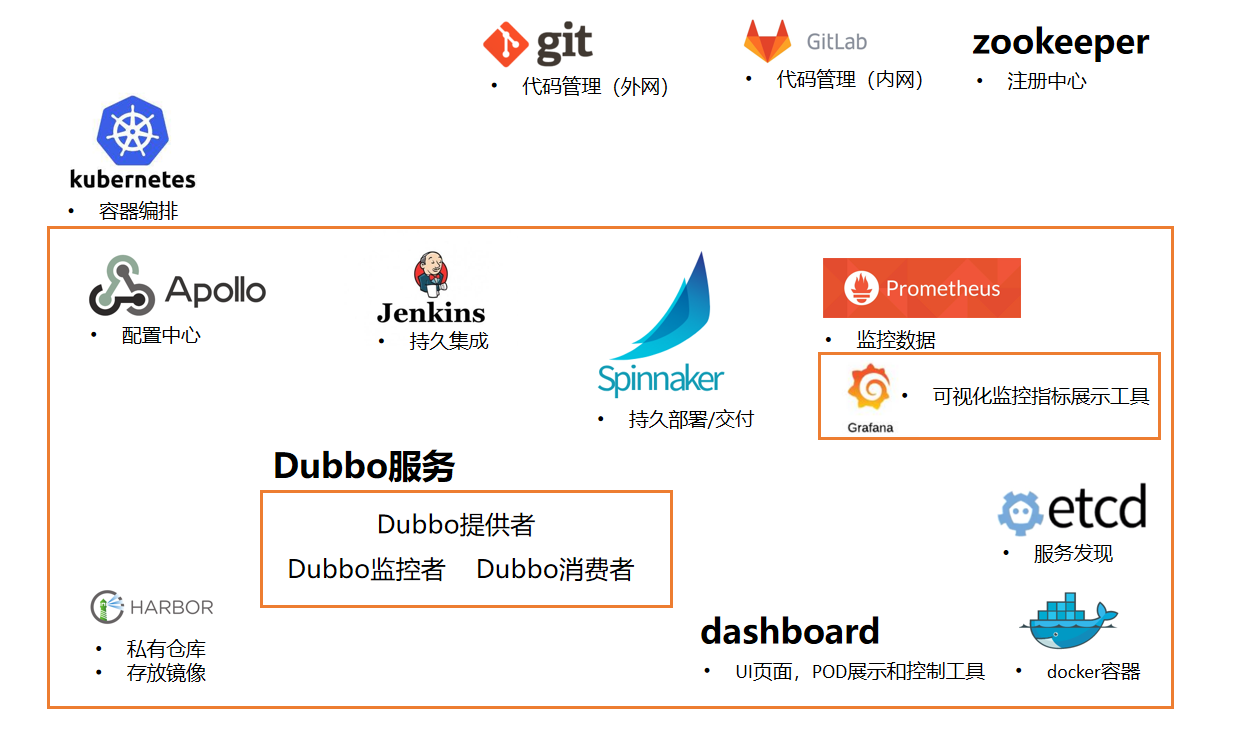 git
GitLab
zookeeper
• 代码管理（外网）
• 代码管理（内网）
• 注册中心
kubernetes
• 容器编排
Apollo
• 配置中心
Jenkins
• 持久集成
Spinnaker
• 持久部署/交付
Prometheus
• 监控数据
Grafana
• 可视化监控指标展示工具
Dubbo服务
Dubbo提供者
Dubbo监控者 Dubbo消费者
etcd
• 服务发现
HARBOR
• 私有仓库
• 存放镜像
dashboard
• UI页面，POD展示和控制工具
• docker容器